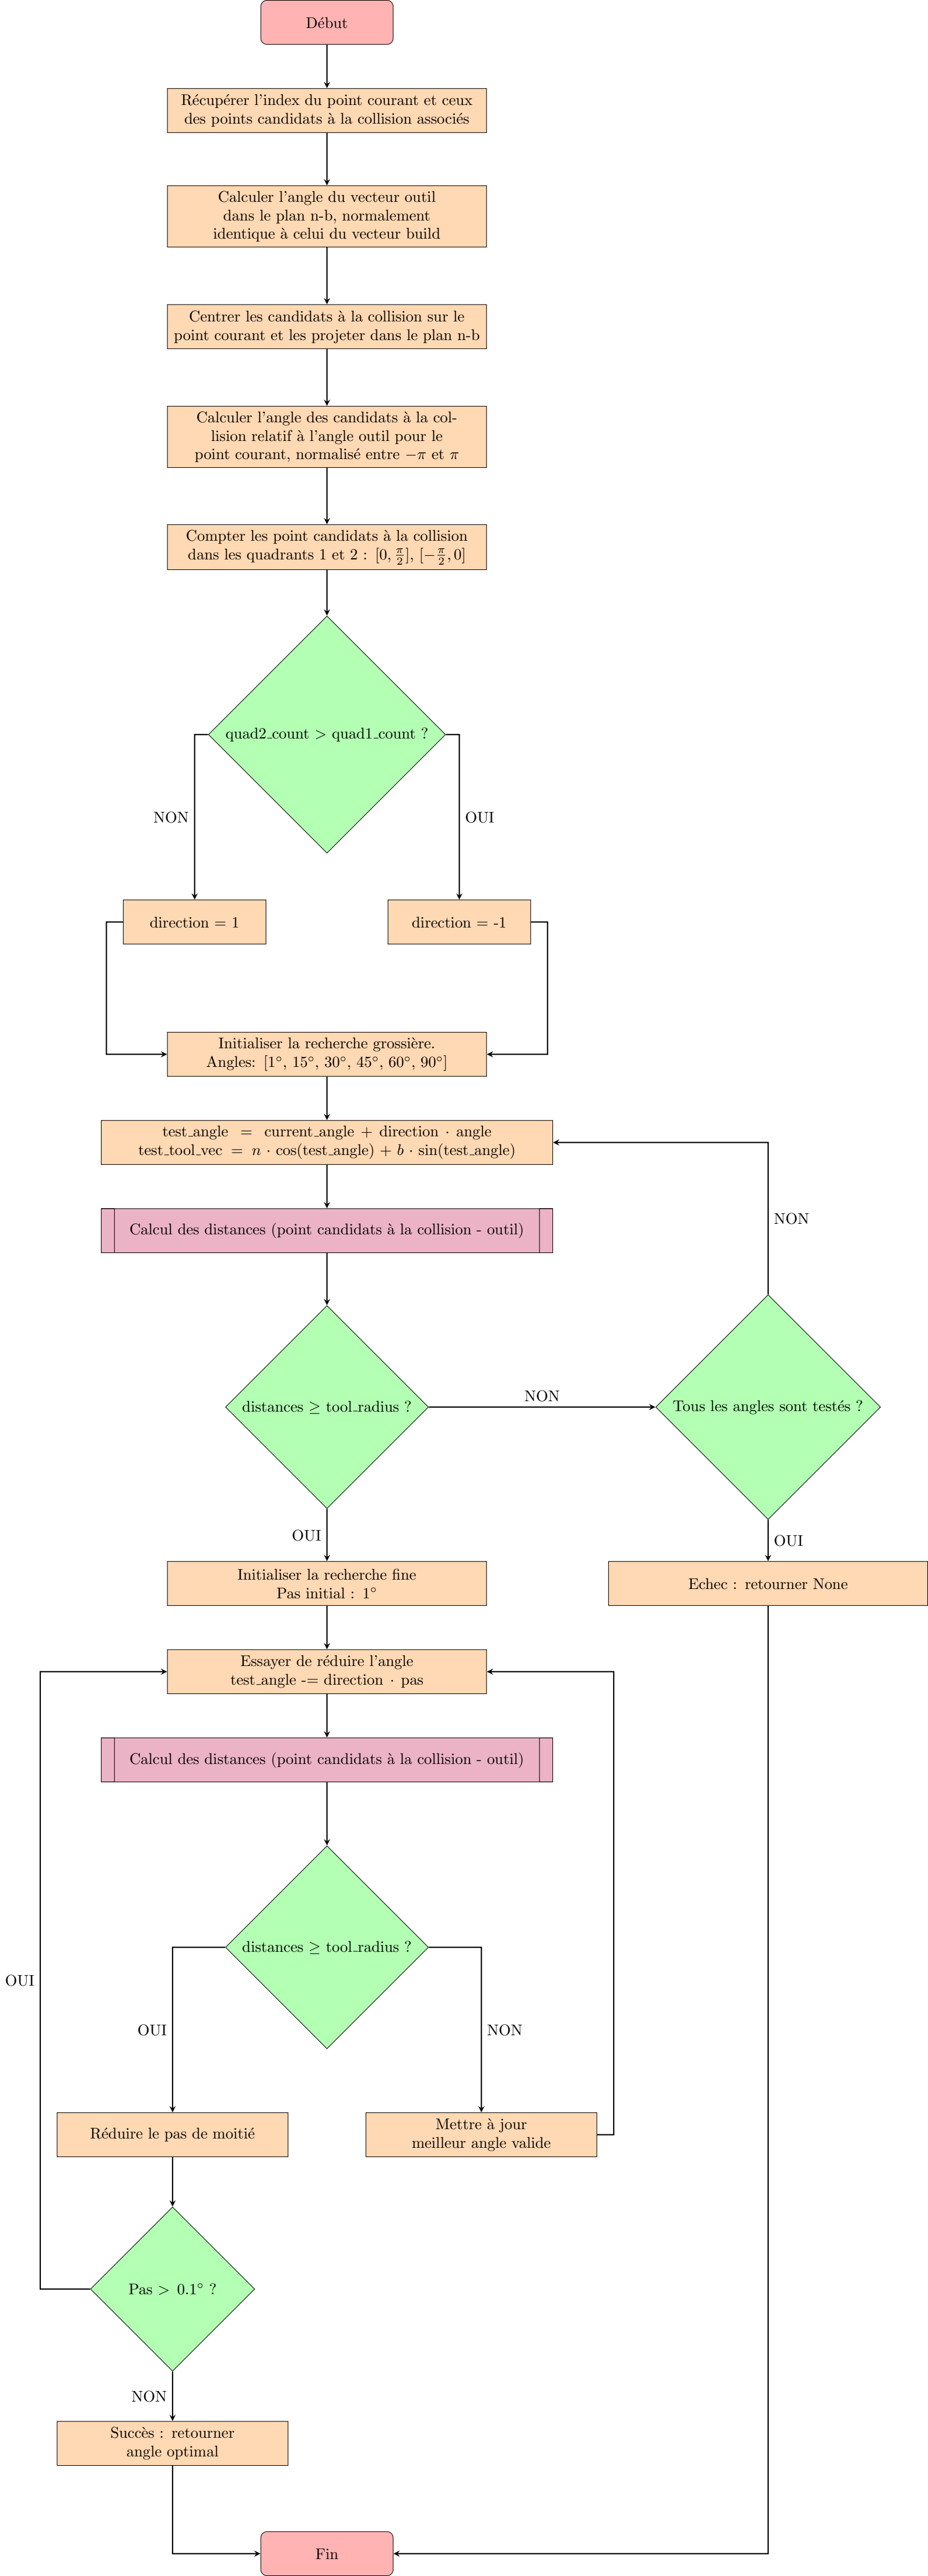 Début
Récupérer l'index du point courant et ceux
des points candidats à la collision associés
Calculer l'angle du vecteur outil
dans le plan n-b, normalement
identique à celui du vecteur build
Centrer les candidats à la collision sur le
point courant et les projeter dans le plan n-b
Calculer l'angle des candidats à la col-
lision relatif à l'angle outil pour le
point courant, normalisé entre −π et π
Compter les point candidats à la collision
dans les quadrants 1 et 2 : [0, π/2], [−π/2, 0]
quad2_count > quad1_count ?
NON
OUI
direction = 1
direction = -1
Initialiser la recherche grossière.
Angles: [1°, 15°, 30°, 45°, 60°, 90°]
test_angle = current_angle + direction · angle
test_tool_vec = n · cos(test_angle) + b · sin(test_angle)
NON
Calcul des distances (point candidats à la collision - outil)
distances ≥ tool_radius ?
NON
Tous les angles sont testés ?
OUI
OUI
Initialiser la recherche fine
Pas initial : 1°
Echec : retourner None
Essayer de réduire l'angle
test_angle -= direction · pas
Calcul des distances (point candidats à la collision - outil)
distances ≥ tool_radius ?
OUI
OUI
NON
Réduire le pas de moitié
Mettre à jour
meilleur angle valide
Pas > 0.1° ?
NON
Succès : retourner
angle optimal
Fin